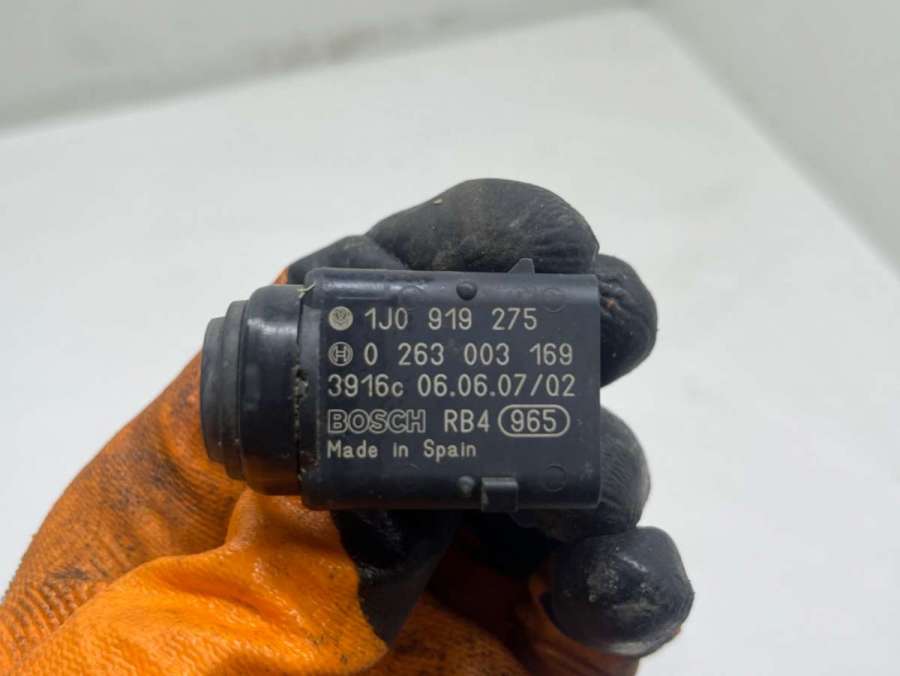 1J0 919 275
0 263 003 169
3916c 06.06.07/02
BOSCH RB4 965
Made in Spain